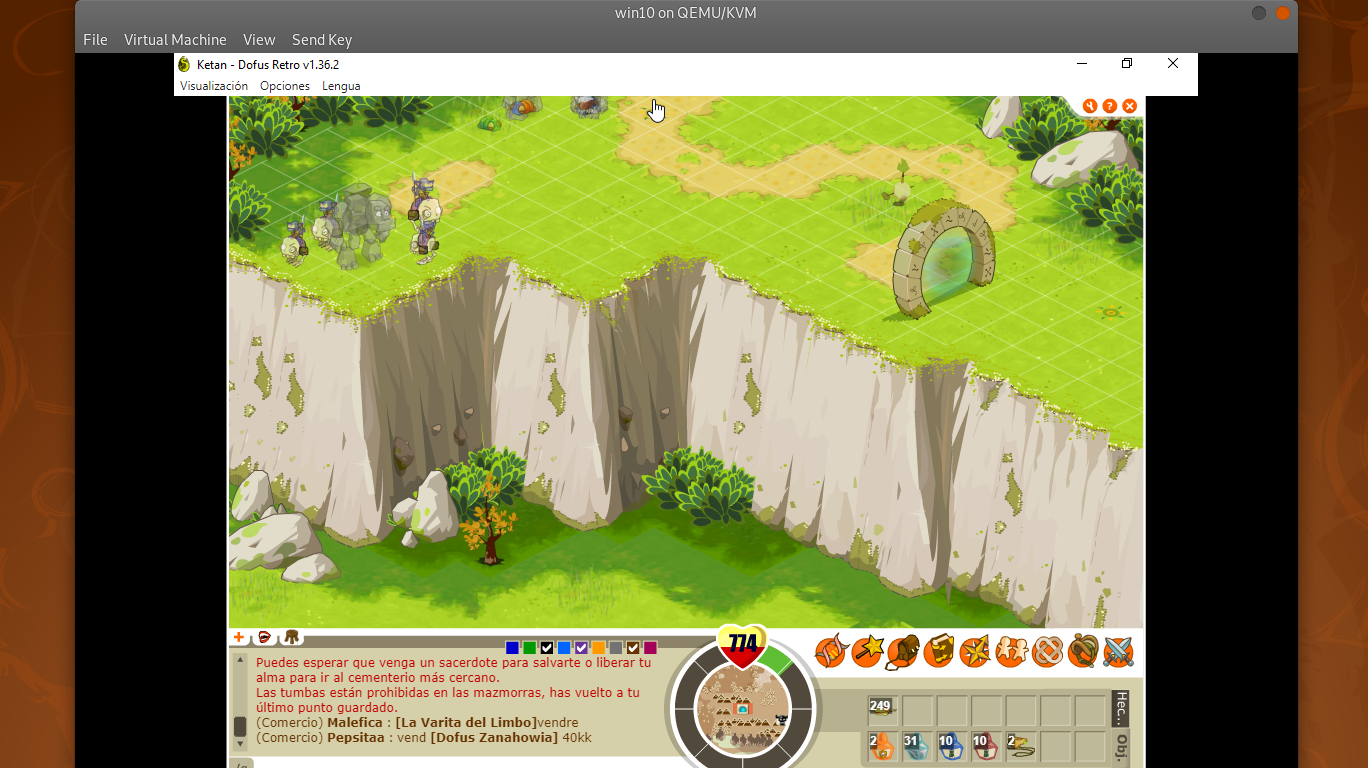 win10 on QEMU/KVM
File Virtual Machine View Send Key
Ketan - Dofus Retro v1.36.2
Visualización Opciones Lengua
774
Puedes esperar que venga un sacerdote para salvarte o liberar tu
alma para ir al cementerio más cercano.
Las tumbas están prohibidas en las mazmorras, has vuelto a tu
último punto guardado.
(Comercio) Malefica : [La Varita del Limbo]vendre
(Comercio) Pepsitaa : vend [Dofus Zanahowia] 40kk
249
Hec...
2 31 10 10 2
Obj.